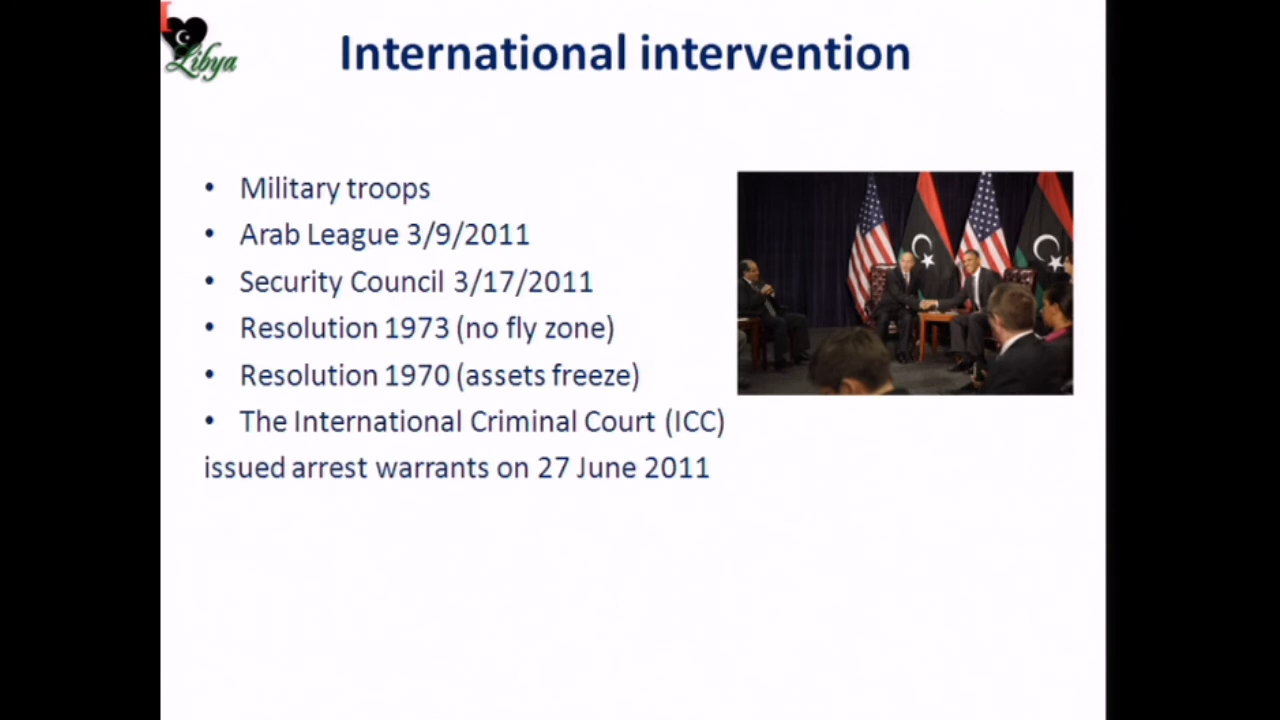 I
Libya
International intervention
• Military troops
• Arab League 3/9/2011
• Security Council 3/17/2011
• Resolution 1973 (no fly zone)
• Resolution 1970 (assets freeze)
• The International Criminal Court (ICC)
issued arrest warrants on 27 June 2011